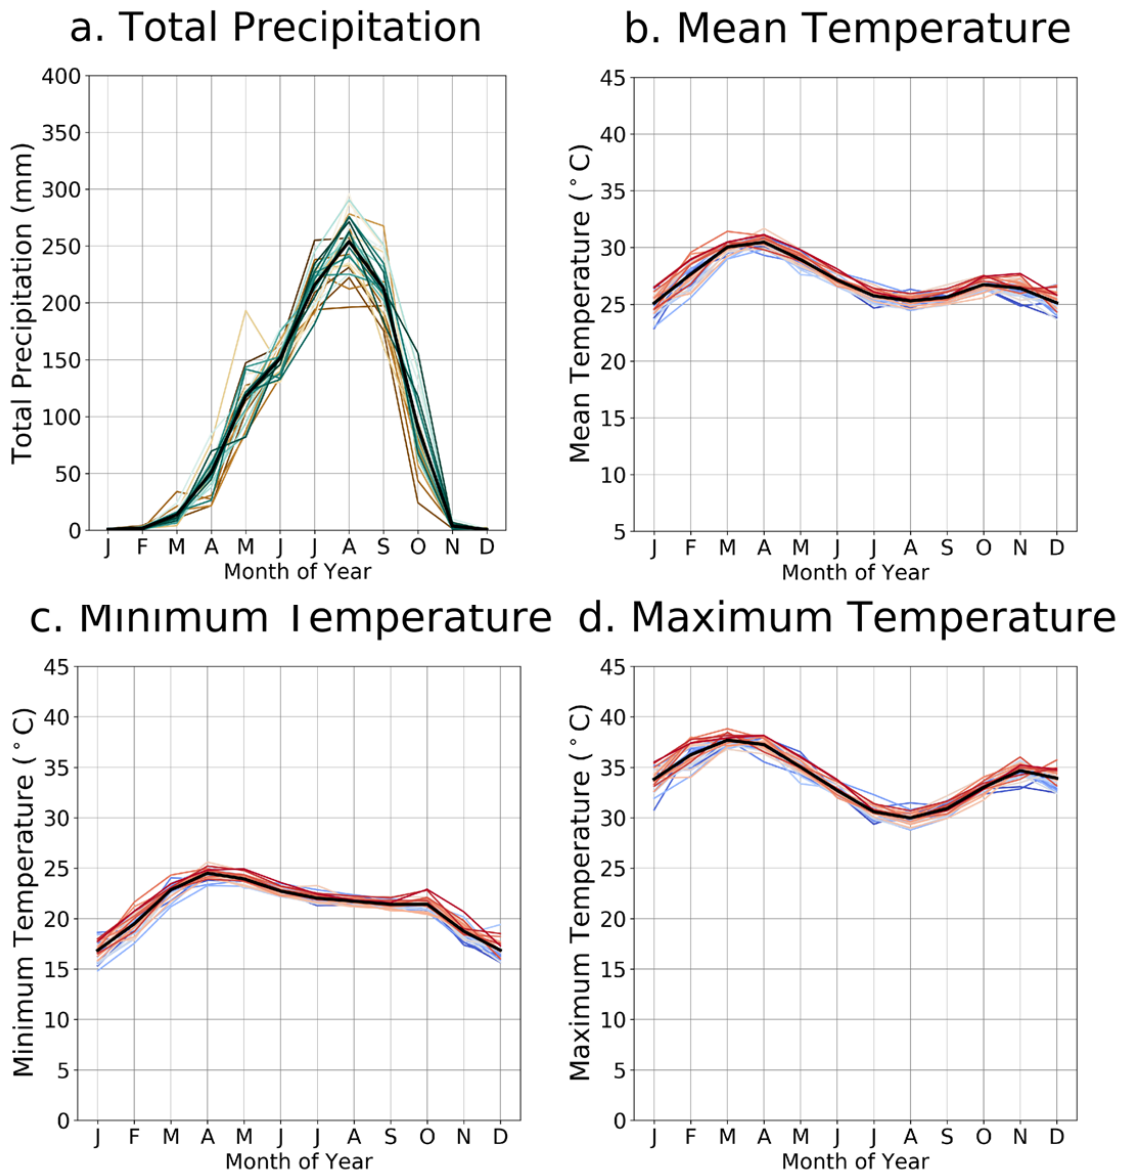 a. Total Precipitation
b. Mean Temperature
400
350
300
250
200
150
100
50
0
Total Precipitation (mm)
J F M A M J J A S O N D
Month of Year
45
40
35
30
25
20
15
10
5
Mean Temperature (°C)
J F M A M J J A S O N D
Month of Year
c. Minimum Temperature
d. Maximum Temperature
45
40
35
30
25
20
15
10
5
0
Minimum Temperature (°C)
J F M A M J J A S O N D
Month of Year
45
40
35
30
25
20
15
10
5
0
Maximum Temperature (°C)
J F M A M J J A S O N D
Month of Year